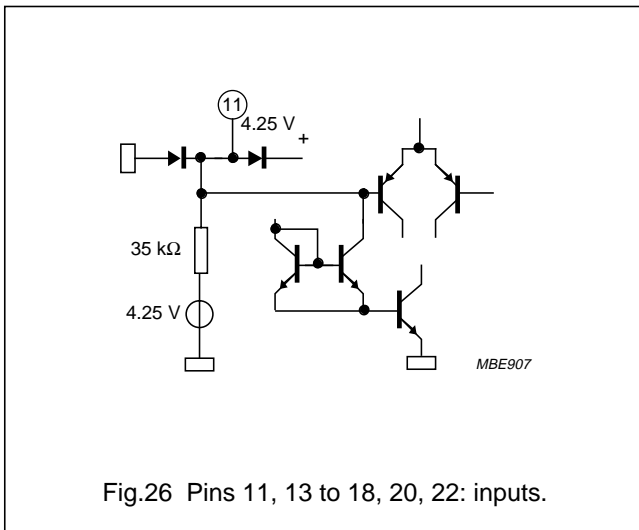 11
4.25 V
+
35 kΩ
4.25 V
MBE907
Fig.26 Pins 11, 13 to 18, 20, 22: inputs.